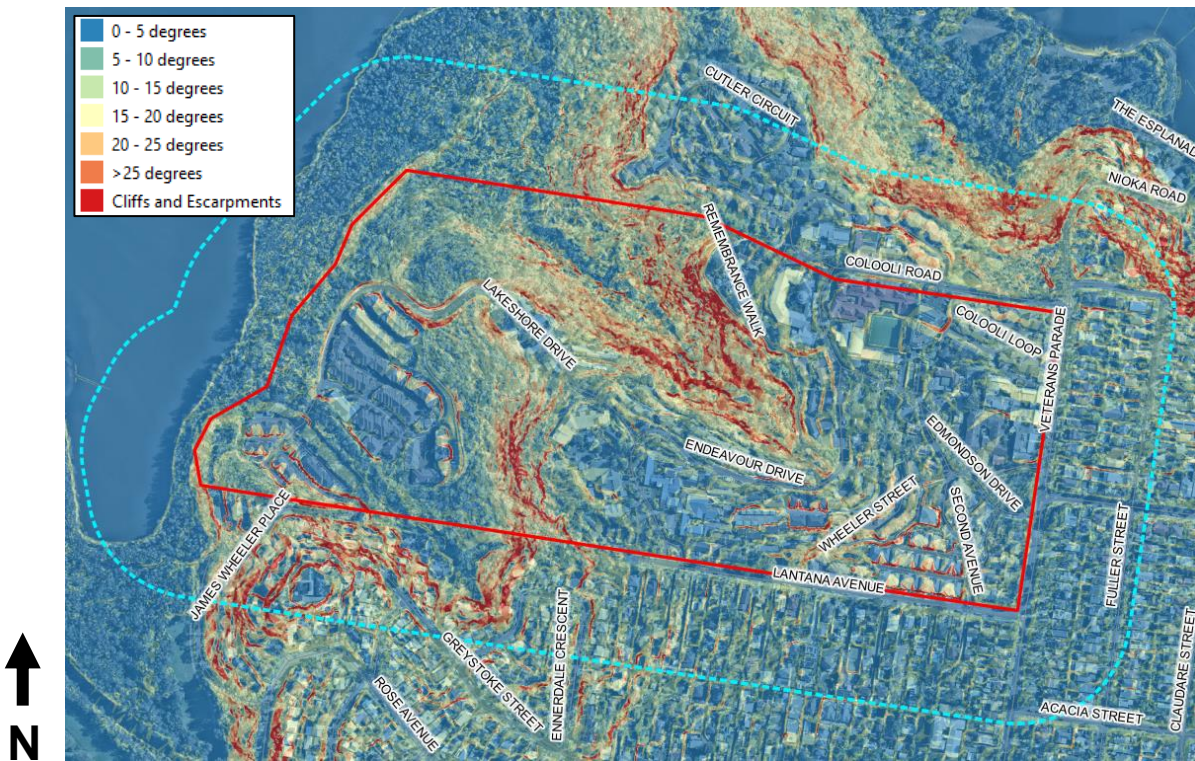 0 - 5 degrees
5 - 10 degrees
10 - 15 degrees
15 - 20 degrees
20 - 25 degrees
>25 degrees
Cliffs and Escarpments
CUTLER CIRCUIT
THE ESPLANAD
NIOKA ROAD
REMEMBRANCE WALK
COLOOLI ROAD
LAKESHORE DRIVE
COLOOLI LOOP
VETERANS PARADE
ENDEAVOUR DRIVE
EDMONDSON DRIVE
WHEELER STREET
SECOND AVENUE
JAMES WHEELER PLACE
LANTANA AVENUE
FULLER STREET
GREYSTOKE STREET
ENNERDALE CRESCENT
CLAUDARE STREET
ROSE AVENUE
ACACIA STREET
N